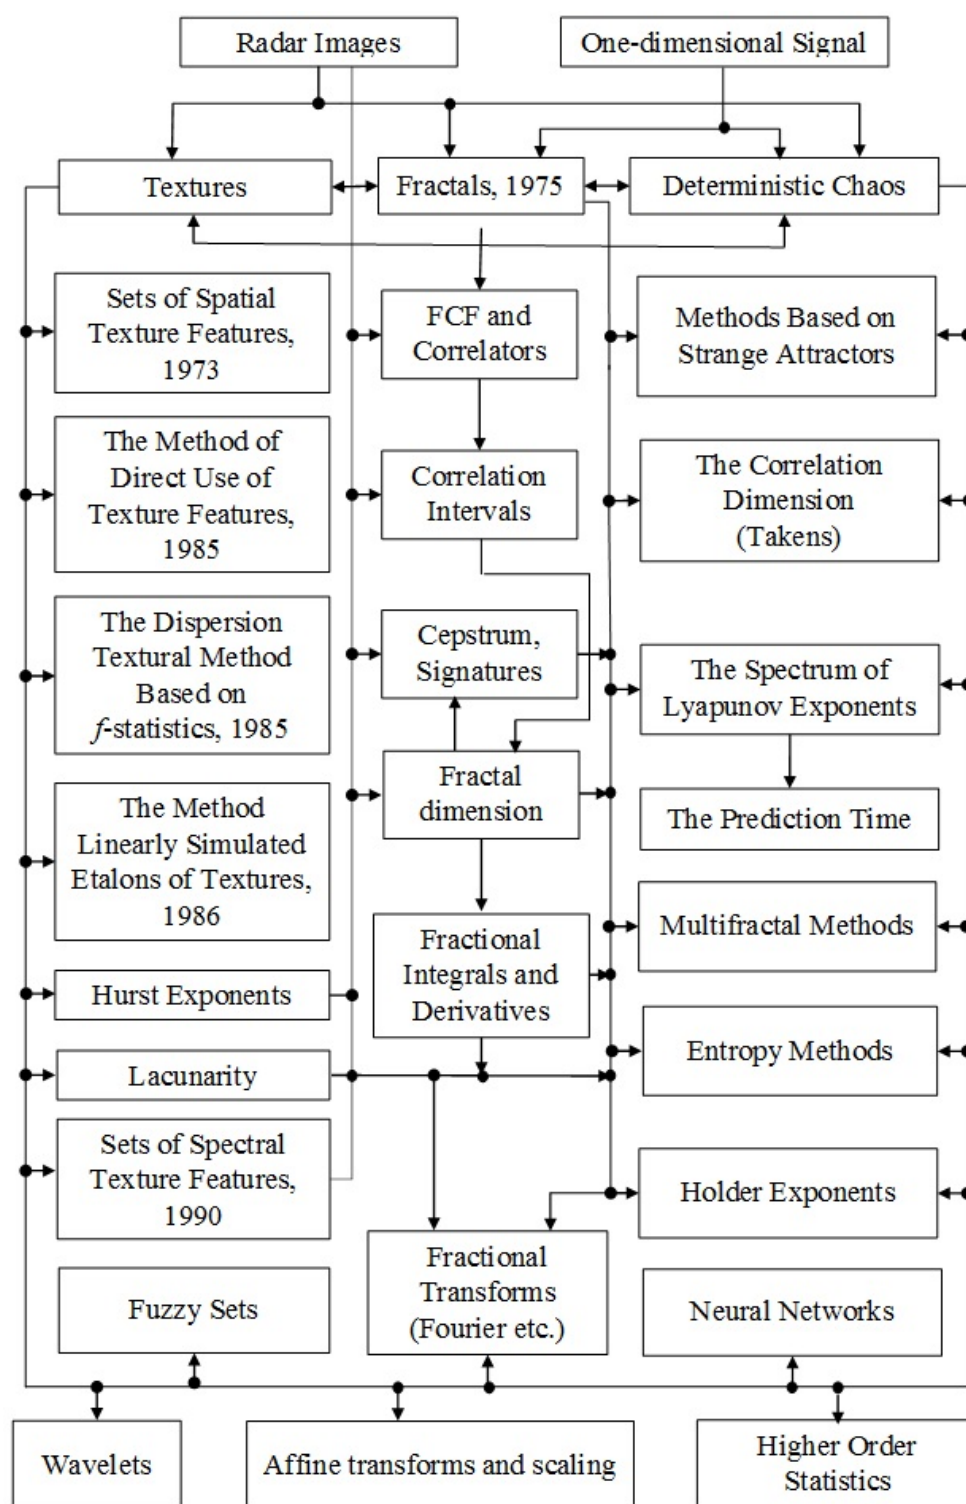 Radar Images
One-dimensional Signal
Textures
Fractals, 1975
Deterministic Chaos
Sets of Spatial
Texture Features,
1973
FCF and
Correlators
Methods Based on
Strange Attractors
The Method of
Direct Use of
Texture Features,
1985
Correlation
Intervals
The Correlation
Dimension
(Takens)
The Dispersion
Textural Method
Based on
f-statistics, 1985
Cepstrum,
Signatures
The Spectrum of
Lyapunov Exponents
The Method
Linearly Simulated
Etalons of Textures,
1986
Fractal
dimension
The Prediction Time
Hurst Exponents
Fractional
Integrals and
Derivatives
Multifractal Methods
Lacunarity
Entropy Methods
Sets of Spectral
Texture Features,
1990
Holder Exponents
Fuzzy Sets
Fractional
Transforms
(Fourier etc.)
Neural Networks
Wavelets
Affine transforms and scaling
Higher Order
Statistics